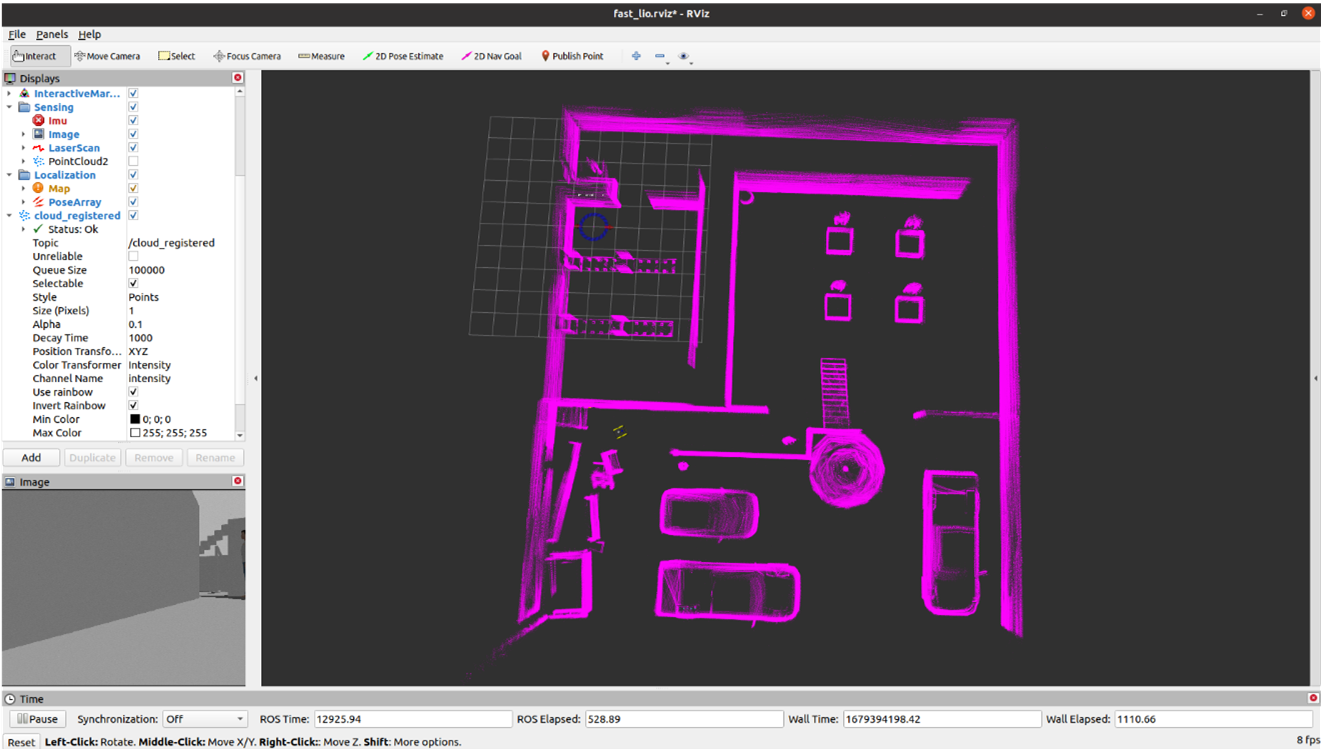 fast_lio.rviz* - RViz
File Panels Help
Interact Move Camera Select Focus Camera Measure 2D Pose Estimate 2D Nav Goal Publish Point
Displays
InteractiveMar...
Sensing
Imu
Image
LaserScan
PointCloud2
Localization
Map
PoseArray
cloud_registered
Status: Ok
Topic /cloud_registered
Unreliable
Queue Size 100000
Selectable
Style Points
Size (Pixels) 1
Alpha 0.1
Decay Time 1000
Position Transfo... XYZ
Color Transformer Intensity
Channel Name intensity
Use rainbow
Invert Rainbow
Min Color 0; 0; 0
Max Color 255; 255; 255
Add Duplicate Remove Rename
Image
Time
Pause Synchronization: Off ROS Time: 12925.94 ROS Elapsed: 528.89 Wall Time: 1679394198.42 Wall Elapsed: 1110.66
Reset Left-Click: Rotate. Middle-Click: Move X/Y. Right-Click:: Move Z. Shift: More options. 8 fps